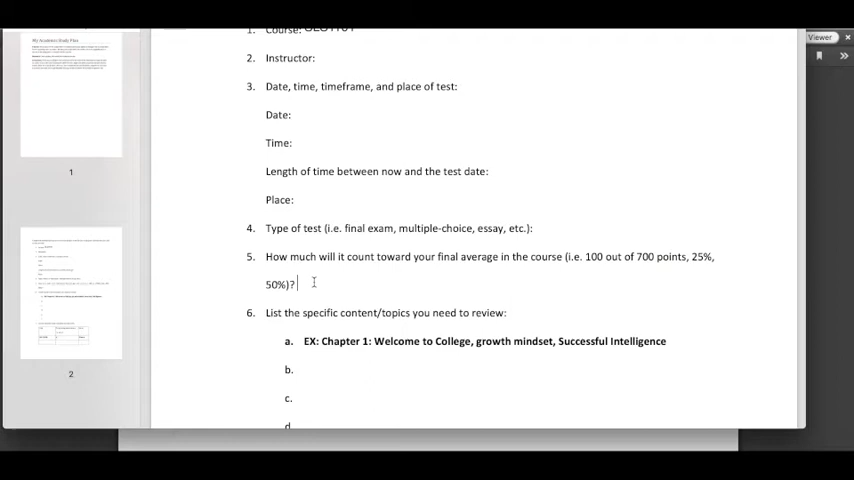 Viewer
My Academic Study Plan
1
2
1. Course:
2. Instructor:
3. Date, time, timeframe, and place of test:
Date:
Time:
Length of time between now and the test date:
Place:
4. Type of test (i.e. final exam, multiple-choice, essay, etc.):
5. How much will it count toward your final average in the course (i.e. 100 out of 700 points, 25%,
50%)?
6. List the specific content/topics you need to review:
a. EX: Chapter 1: Welcome to College, growth mindset, Successful Intelligence
b.
c.
d.